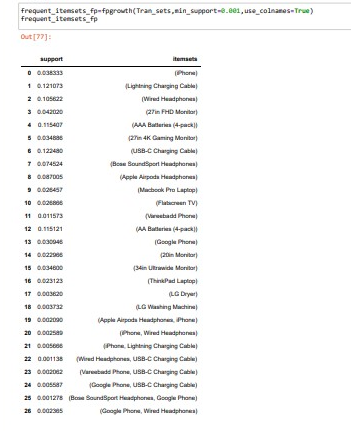 frequent_itemsets_fp=fpgrowth(Tran_sets,min_support=0.001,use_colnames=True)
frequent_itemsets_fp
Out[77]:
support itemsets
0 0.038333 (iPhone)
1 0.121073 (Lightning Charging Cable)
2 0.105622 (Wired Headphones)
3 0.042020 (27in FHD Monitor)
4 0.115407 (AAA Batteries (4-pack))
5 0.034886 (27in 4K Gaming Monitor)
6 0.122480 (USB-C Charging Cable)
7 0.074524 (Bose SoundSport Headphones)
8 0.087005 (Apple Airpods Headphones)
9 0.026457 (Macbook Pro Laptop)
10 0.026866 (Flatscreen TV)
11 0.011573 (Vareebadd Phone)
12 0.115121 (AA Batteries (4-pack))
13 0.030946 (Google Phone)
14 0.022966 (20in Monitor)
15 0.034600 (34in Ultrawide Monitor)
16 0.023123 (ThinkPad Laptop)
17 0.003620 (LG Dryer)
18 0.003732 (LG Washing Machine)
19 0.002090 (Apple Airpods Headphones, iPhone)
20 0.002589 (iPhone, Wired Headphones)
21 0.005666 (iPhone, Lightning Charging Cable)
22 0.001138 (Wired Headphones, USB-C Charging Cable)
23 0.002062 (Vareebadd Phone, USB-C Charging Cable)
24 0.005587 (Google Phone, USB-C Charging Cable)
25 0.001278 (Bose SoundSport Headphones, Google Phone)
26 0.002365 (Google Phone, Wired Headphones)